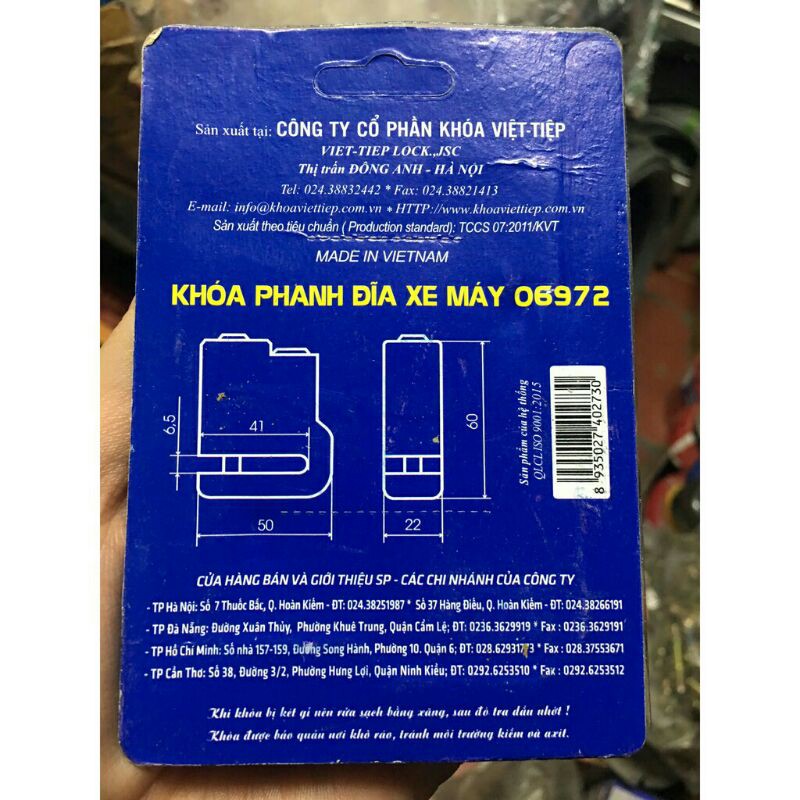 Sản xuất tại: CÔNG TY CỔ PHẦN KHÓA VIỆT-TIỆP
VIET-TIEP LOCK.,JSC
Thị trấn ĐÔNG ANH - HÀ NỘI
Tel: 024.38832442 * Fax: 024.38821413
E-mail: info@khoaviettiep.com.vn * HTTP://www.khoaviettiep.com.vn
Sản xuất theo tiêu chuẩn ( Production standard): TCCS 07:2011/KVT
MADE IN VIETNAM
KHÓA PHANH ĐĨA XE MÁY 06972
6,5
41
50
22
60
Sản phẩm của hệ thống
QLCL ISO 9001:2015
8 935027 402730
CỬA HÀNG BÁN VÀ GIỚI THIỆU SP - CÁC CHI NHÁNH CỦA CÔNG TY
- TP Hà Nội: Số 7 Thuốc Bắc, Q. Hoàn Kiếm - ĐT: 024.38251987 * Số 37 Hàng Điếu, Q. Hoàn Kiếm - ĐT: 024.38266191
- TP Đà Nẵng: Đường Xuân Thủy, Phường Khuê Trung, Quận Cẩm Lệ; ĐT: 0236.3629919 * Fax : 0236.3629191
- TP Hồ Chí Minh: Số nhà 157-159, Đường Song Hành, Phường 10. Quận 6; ĐT: 028.62931773 * Fax : 028.37553671
- TP Cần Thơ: Số 38, Đường 3/2, Phường Hưng Lợi, Quận Ninh Kiều; ĐT: 0292.6253510 * Fax : 0292.6253512
Khi khóa bị kẹt gỉ nên rửa sạch bằng xăng, sau đó tra dầu nhớt !
Khóa được bảo quản nơi khô ráo, tránh môi trường kiềm và axit.